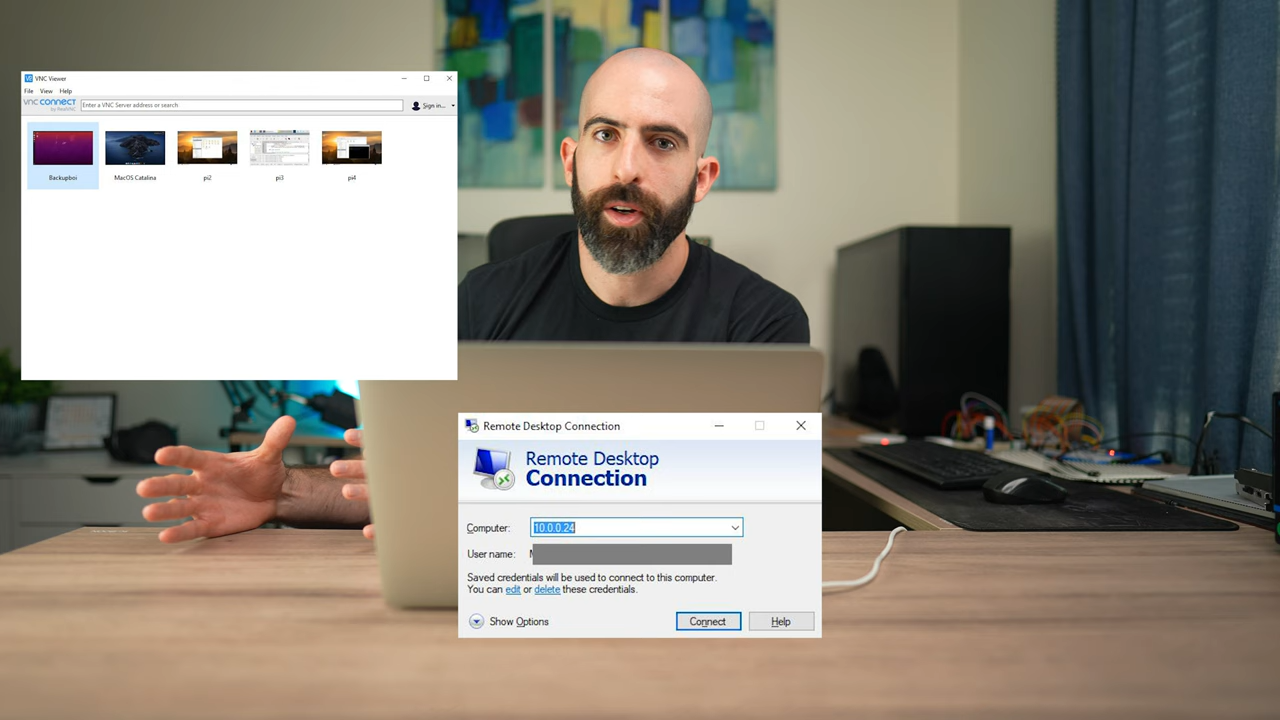 VNC Viewer
File View Help
VNC CONNECT
by RealVNC
Enter a VNC Server address or search
Sign in...
Backupboi
MacOS Catalina
pi2
pi3
pi4
Remote Desktop Connection
Remote Desktop
Connection
Computer: 10.0.0.24
User name:
Saved credentials will be used to connect to this computer.
You can edit or delete these credentials.
Show Options
Connect
Help